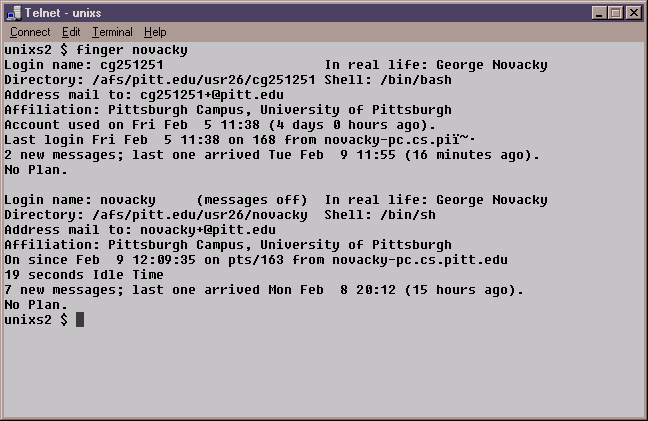 Telnet - unixs
Connect Edit Terminal Help
unixs2 $ finger novacky
Login name: cg251251 In real life: George Novacky
Directory: /afs/pitt.edu/usr26/cg251251 Shell: /bin/bash
Address mail to: cg251251+@pitt.edu
Affiliation: Pittsburgh Campus, University of Pittsburgh
Account used on Fri Feb 5 11:38 (4 days 0 hours ago).
Last login Fri Feb 5 11:38 on 168 from novacky-pc.cs.piï~·
2 new messages; last one arrived Tue Feb 9 11:55 (16 minutes ago).
No Plan.
Login name: novacky (messages off) In real life: George Novacky
Directory: /afs/pitt.edu/usr26/novacky Shell: /bin/sh
Address mail to: novacky+@pitt.edu
Affiliation: Pittsburgh Campus, University of Pittsburgh
On since Feb 9 12:09:35 on pts/163 from novacky-pc.cs.pitt.edu
19 seconds Idle Time
7 new messages; last one arrived Mon Feb 8 20:12 (15 hours ago).
No Plan.
unixs2 $